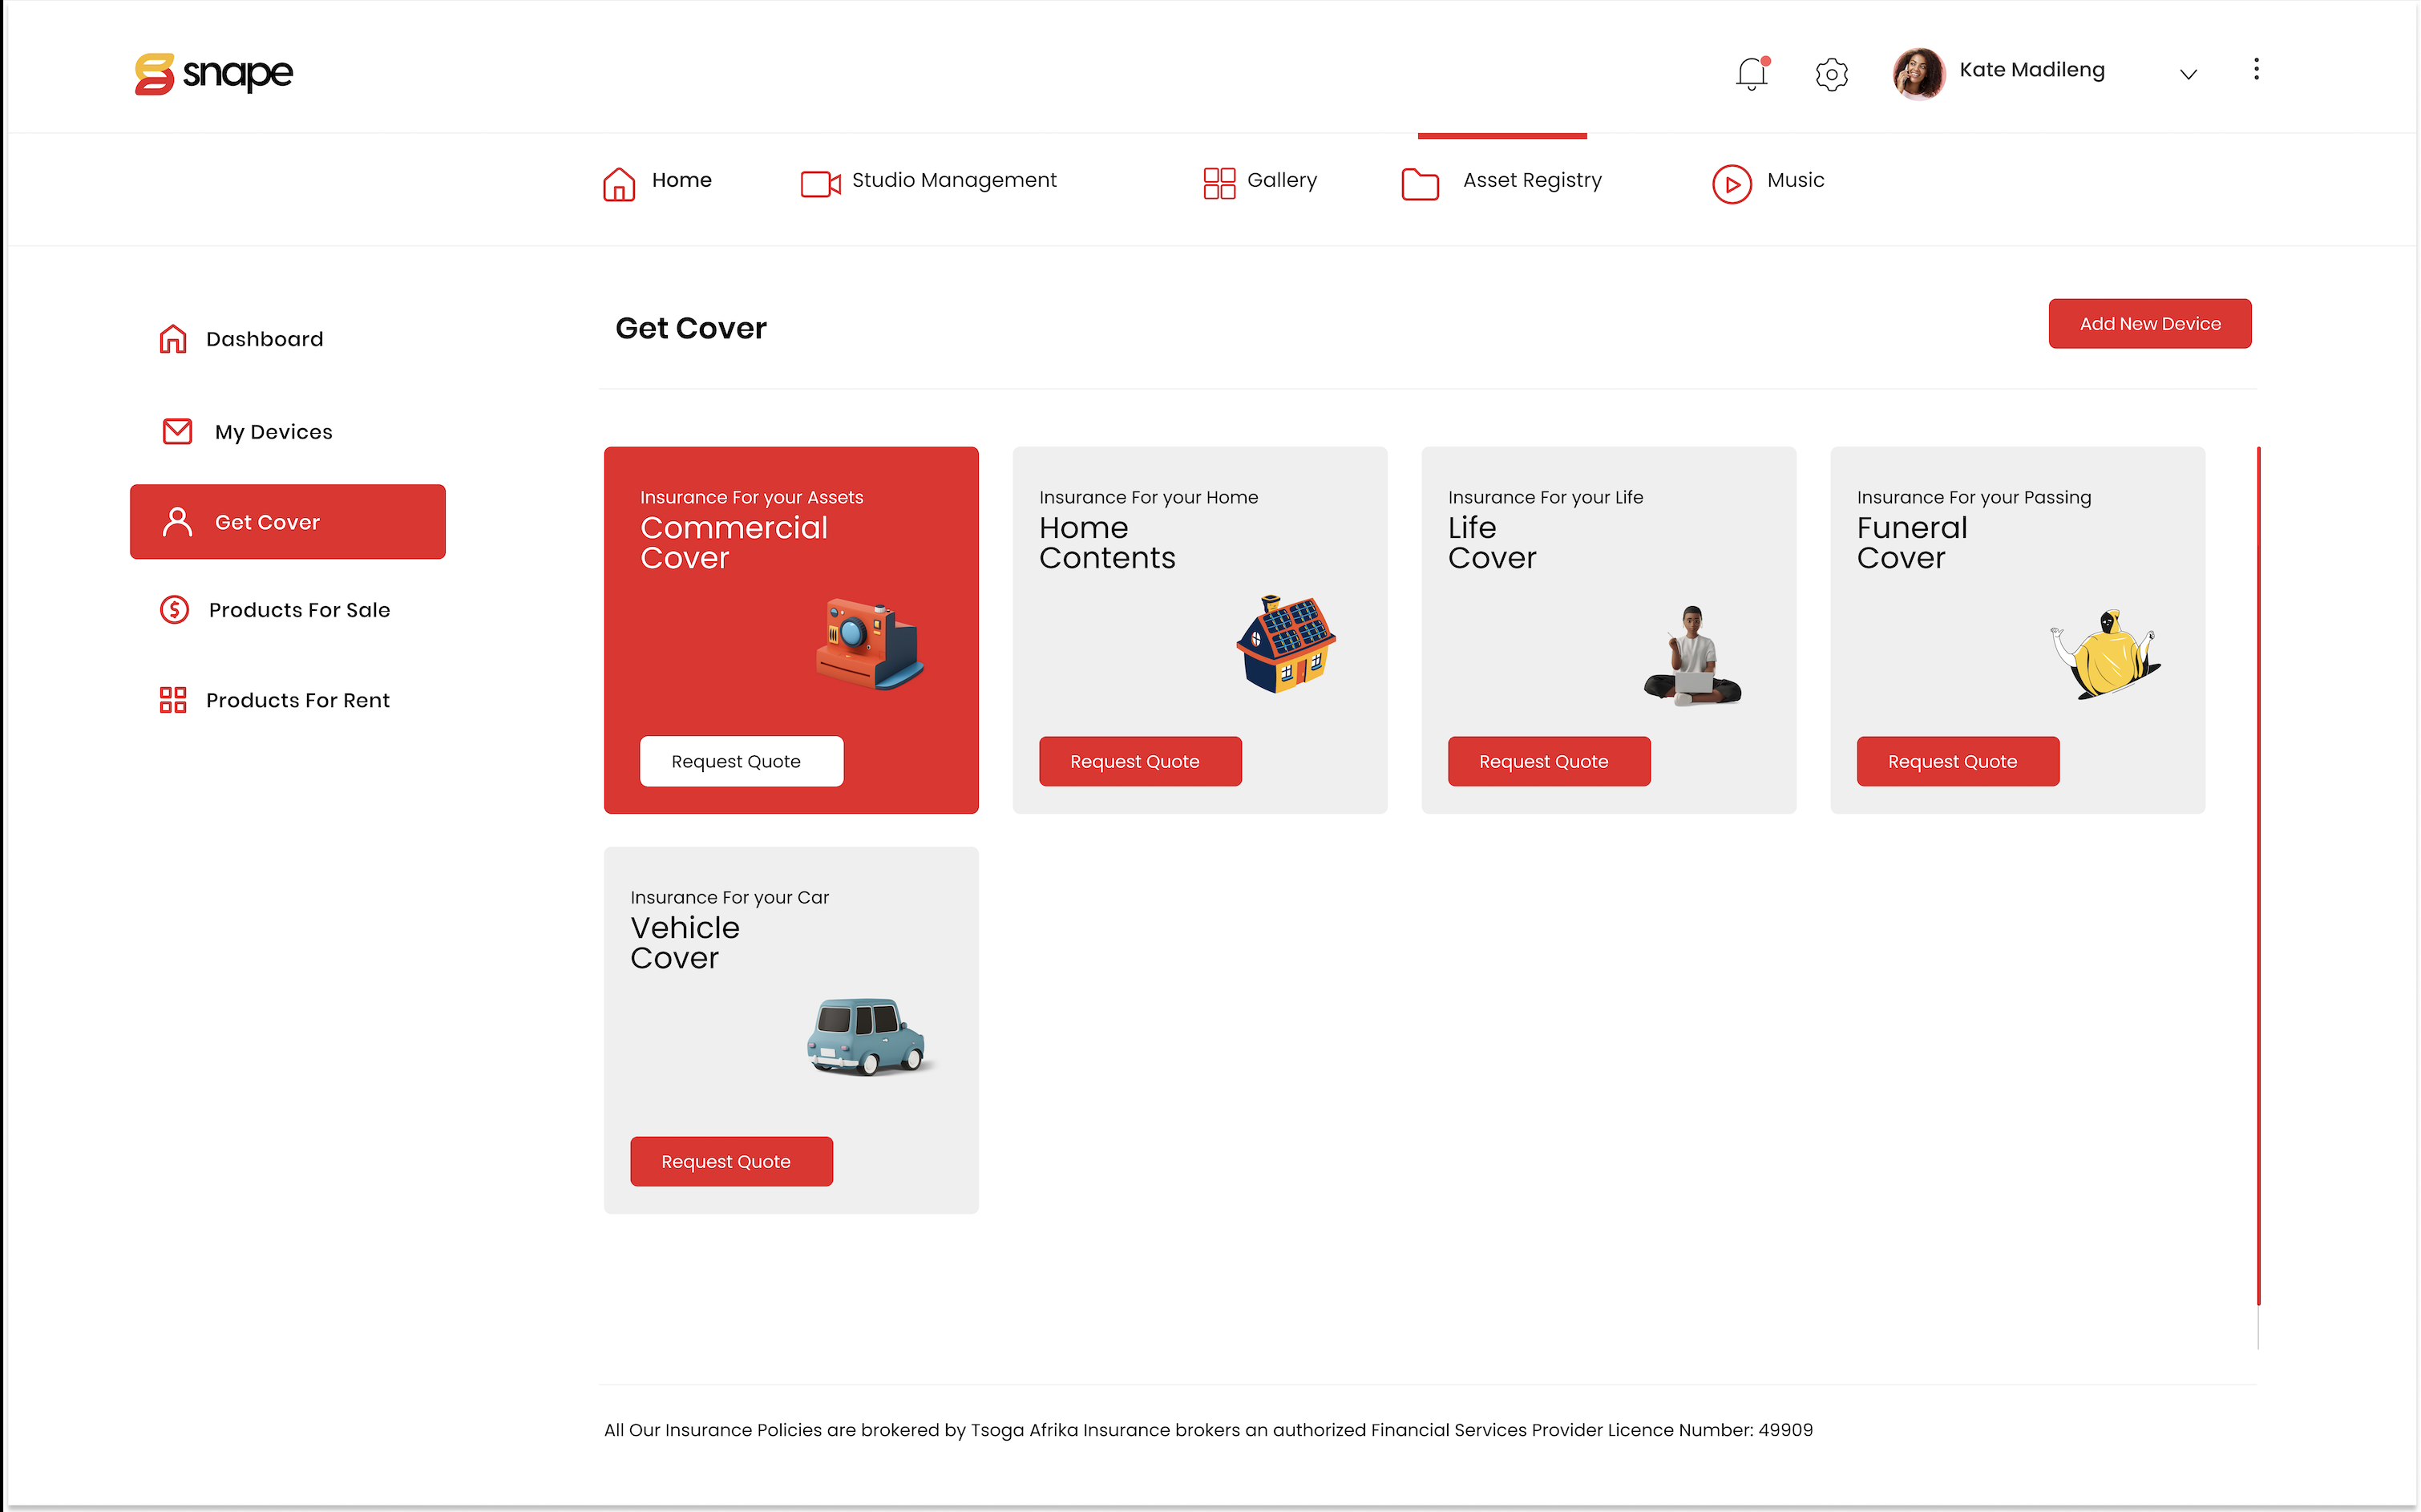 snape
Kate Madileng
Home
Studio Management
Gallery
Asset Registry
Music
Dashboard
My Devices
Get Cover
Products For Sale
Products For Rent
Get Cover
Add New Device
Insurance For your Assets
Commercial
Cover
Request Quote
Insurance For your Home
Home
Contents
Request Quote
Insurance For your Life
Life
Cover
Request Quote
Insurance For your Passing
Funeral
Cover
Request Quote
Insurance For your Car
Vehicle
Cover
Request Quote
All Our Insurance Policies are brokered by Tsoga Afrika Insurance brokers an authorized Financial Services Provider Licence Number: 49909